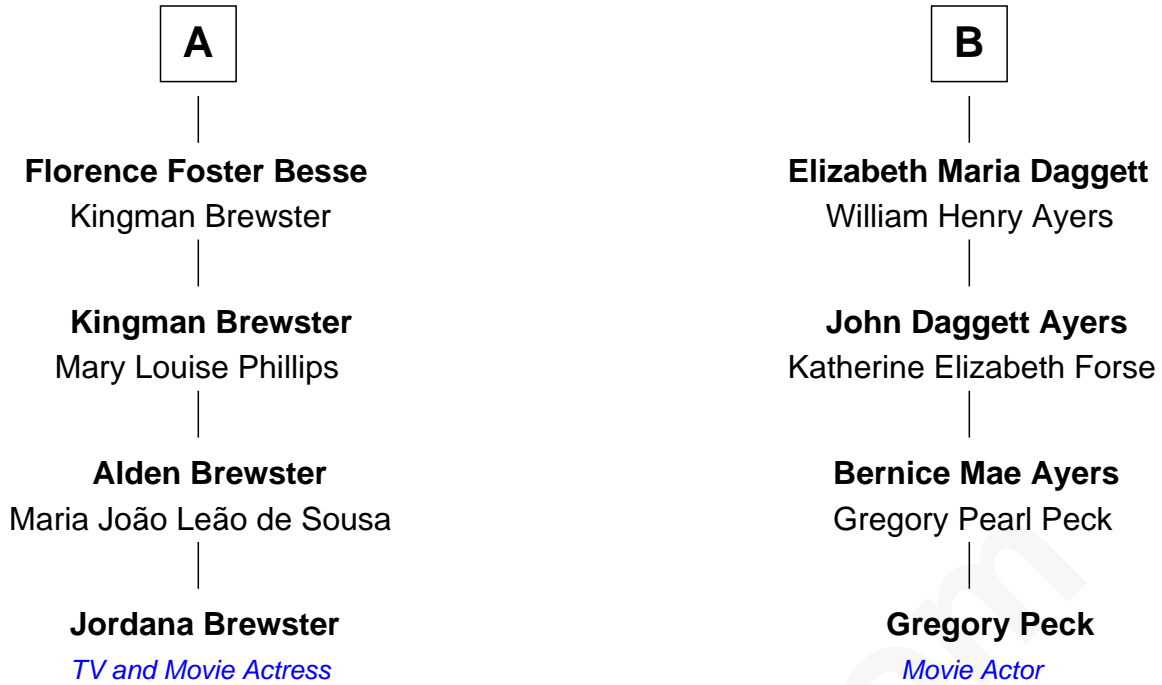 A
Florence Foster Besse
Kingman Brewster
Kingman Brewster
Mary Louise Phillips
Alden Brewster
Maria João Leão de Sousa
Jordana Brewster
TV and Movie Actress
B
Elizabeth Maria Daggett
William Henry Ayers
John Daggett Ayers
Katherine Elizabeth Forse
Bernice Mae Ayers
Gregory Pearl Peck
Gregory Peck
Movie Actor